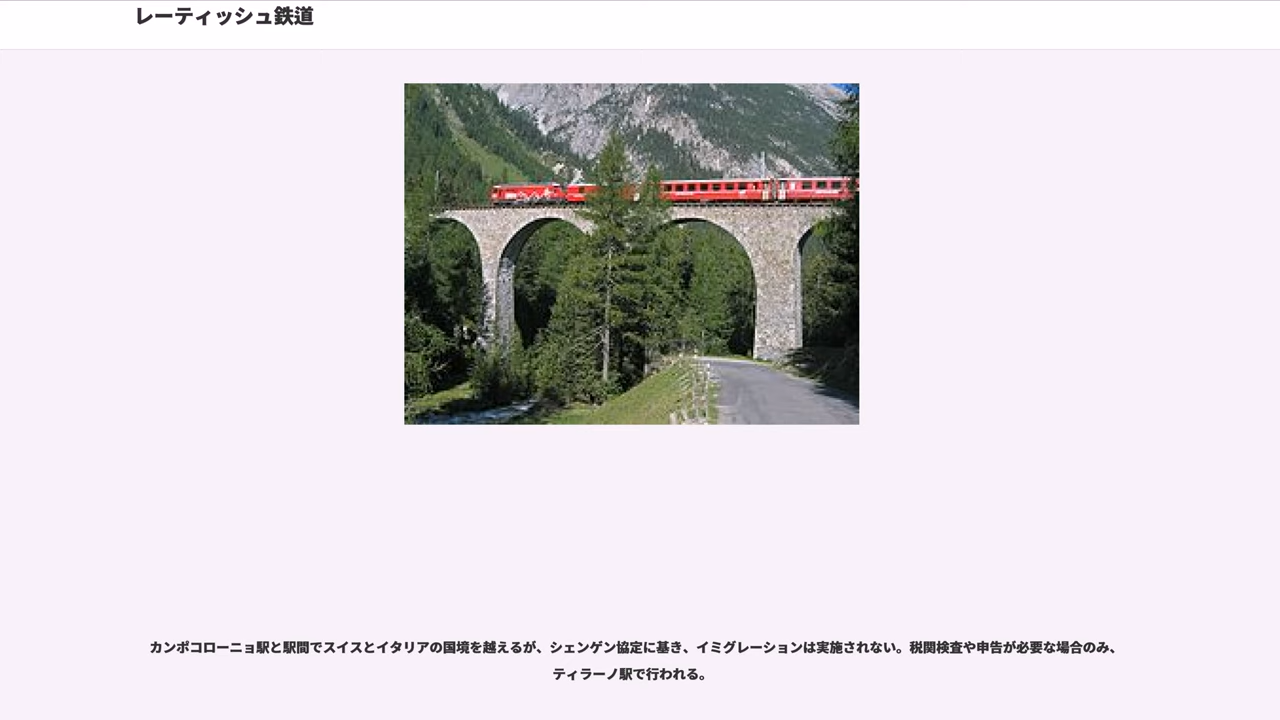 レーティッシュ鉄道
カンポコローニョ駅と駅間でスイスとイタリアの国境を越えるが、シェンゲン協定に基き、イミグレーションは実施されない。税関検査や申告が必要な場合のみ、
ティラーノ駅で行われる。